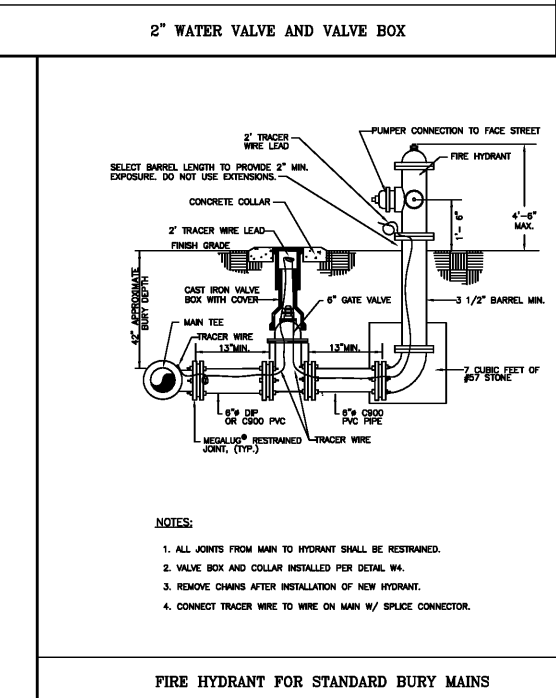 2" WATER VALVE AND VALVE BOX
2' TRACER
WIRE LEAD
PUMPER CONNECTION TO FACE STREET
FIRE HYDRANT
SELECT BARREL LENGTH TO PROVIDE 2" MIN.
EXPOSURE. DO NOT USE EXTENSIONS.
CONCRETE COLLAR
4'-6"
MAX.
1'- 6"
2' TRACER WIRE LEAD
FINISH GRADE
42" APPROXIMATE
BURY DEPTH
CAST IRON VALVE
BOX WITH COVER
6" GATE VALVE
3 1/2" BARREL MIN.
MAIN TEE
TRACER WIRE
13"MIN.
13"MIN.
7 CUBIC FEET OF
#57 STONE
6"ø DIP
OR C900 PVC
6"ø C900
PVC PIPE
MEGALUG® RESTRAINED
JOINT, (TYP.)
TRACER WIRE
NOTES:
1. ALL JOINTS FROM MAIN TO HYDRANT SHALL BE RESTRAINED.
2. VALVE BOX AND COLLAR INSTALLED PER DETAIL W4.
3. REMOVE CHAINS AFTER INSTALLATION OF NEW HYDRANT.
4. CONNECT TRACER WIRE TO WIRE ON MAIN W/ SPLICE CONNECTOR.
FIRE HYDRANT FOR STANDARD BURY MAINS